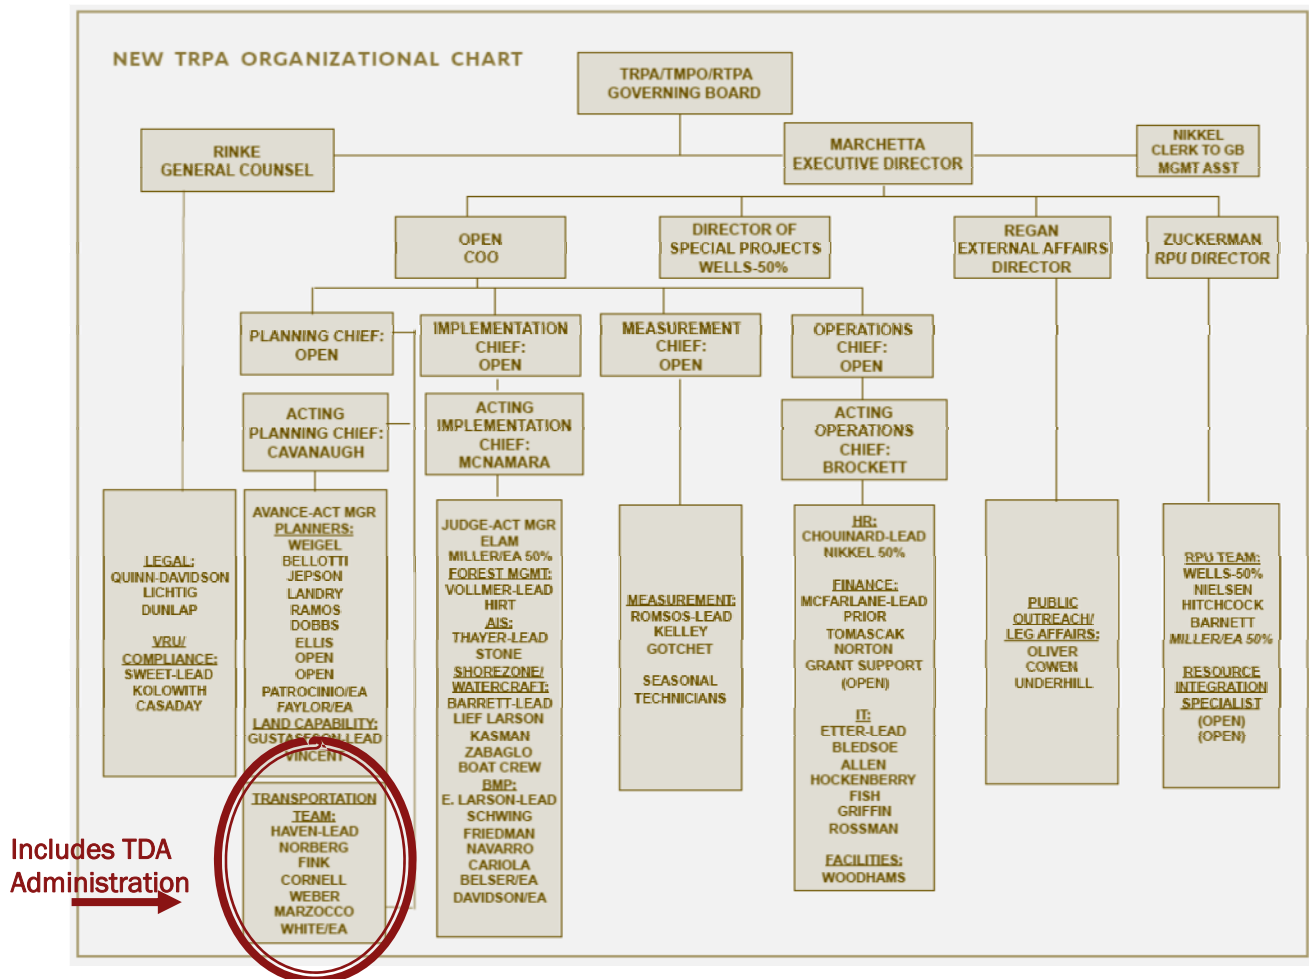 NEW TRPA ORGANIZATIONAL CHART
TRPA/TMPO/RTPA
GOVERNING BOARD
RINKE
GENERAL COUNSEL
MARCHETTA
EXECUTIVE DIRECTOR
NIKKEL
CLERK TO GB
MGMT ASST
OPEN
COO
DIRECTOR OF
SPECIAL PROJECTS
WELLS-50%
REGAN
EXTERNAL AFFAIRS
DIRECTOR
ZUCKERMAN
RPU DIRECTOR
PLANNING CHIEF:
OPEN
IMPLEMENTATION
CHIEF:
OPEN
MEASUREMENT
CHIEF:
OPEN
OPERATIONS
CHIEF:
OPEN
ACTING
PLANNING CHIEF:
CAVANAUGH
ACTING
IMPLEMENTATION
CHIEF:
MCNAMARA
ACTING
OPERATIONS
CHIEF:
BROCKETT
LEGAL:
QUINN-DAVIDSON
LICHTIG
DUNLAP
VRU/
COMPLIANCE:
SWEET-LEAD
KOLOWITH
CASADAY
AVANCE-ACT MGR
PLANNERS:
WEIGEL
BELLOTTI
JEPSON
LANDRY
RAMOS
DOBBS
ELLIS
OPEN
OPEN
PATROCINIO/EA
FAYLOR/EA
LAND CAPABILITY:
GUSTAFSON-LEAD
VINCENT
TRANSPORTATION
TEAM:
HAVEN-LEAD
NORBERG
FINK
CORNELL
WEBER
MARZOCCO
WHITE/EA
JUDGE-ACT MGR
ELAM
MILLER/EA 50%
FOREST MGMT:
VOLLMER-LEAD
HIRT
AIS:
THAYER-LEAD
STONE
SHOREZONE/
WATERCRAFT:
BARRETT-LEAD
LIEF LARSON
KASMAN
ZABAGLO
BOAT CREW
BMP:
E. LARSON-LEAD
SCHWING
FRIEDMAN
NAVARRO
CARIOLA
BELSER/EA
DAVIDSON/EA
MEASUREMENT:
ROMSOS-LEAD
KELLEY
GOTCHET
SEASONAL
TECHNICIANS
HR:
CHOUINARD-LEAD
NIKKEL 50%
FINANCE:
MCFARLANE-LEAD
PRIOR
TOMASCAK
NORTON
GRANT SUPPORT
(OPEN)
IT:
ETTER-LEAD
BLEDSOE
ALLEN
HOCKENBERRY
FISH
GRIFFIN
ROSSMAN
FACILITIES:
WOODHAMS
PUBLIC
OUTREACH/
LEG AFFAIRS:
OLIVER
COWEN
UNDERHILL
RPU TEAM:
WELLS-50%
NIELSEN
HITCHCOCK
BARNETT
MILLER/EA 50%
RESOURCE
INTEGRATION
SPECIALIST
(OPEN)
(OPEN)
Includes TDA
Administration